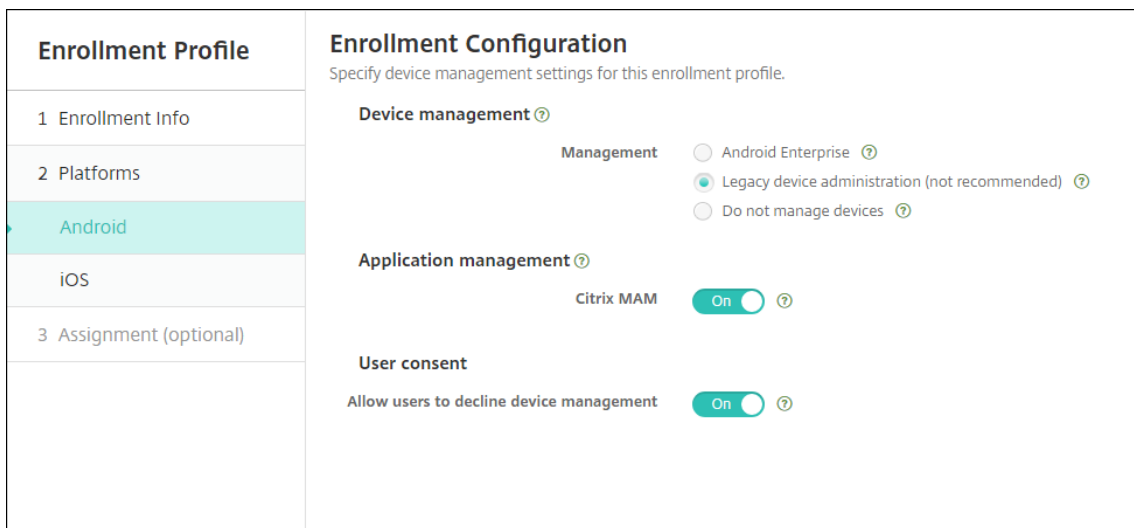 Enrollment Profile
1 Enrollment Info
2 Platforms
Android
iOS
3 Assignment (optional)
Enrollment Configuration
Specify device management settings for this enrollment profile.
Device management ?
Management
Android Enterprise ?
Legacy device administration (not recommended) ?
Do not manage devices ?
Application management ?
Citrix MAM On ?
User consent
Allow users to decline device management On ?